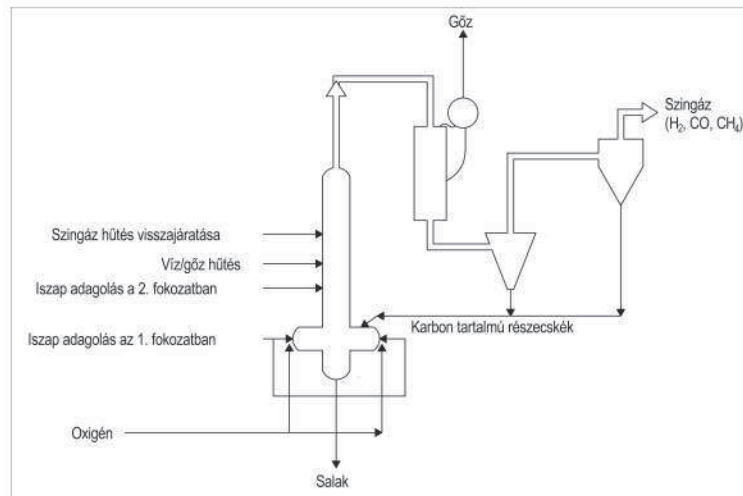 Gőz
Szingáz
(H₂, CO, CH₄)
Szingáz hűtés visszajáratása
Víz/gőz hűtés
Iszap adagolás a 2. fokozatban
Iszap adagolás az 1. fokozatban
Karbon tartalmú részecskék
Oxigén
Salak